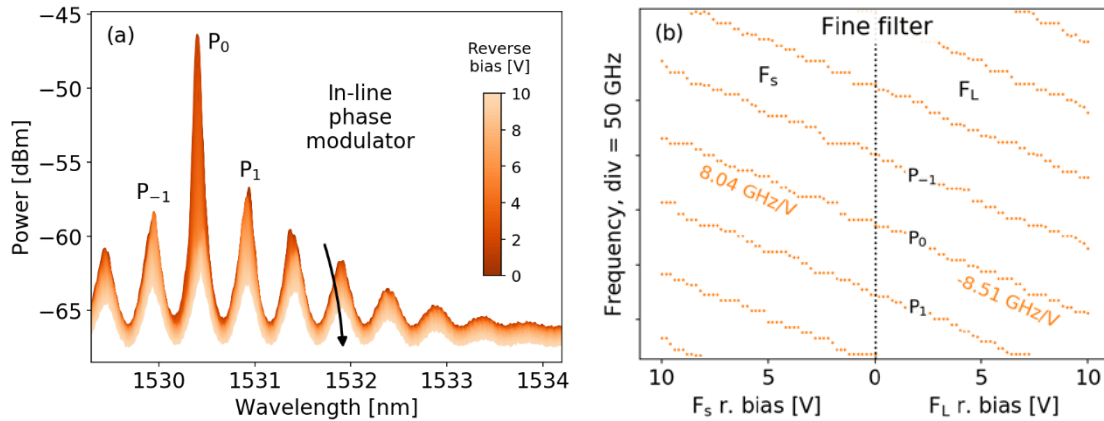 (a)
P₀
P₋₁
P₁
In-line
phase
modulator
Reverse
bias [V]
10
8
6
4
2
0
Power [dBm]
−45
−50
−55
−60
−65
1530
1531
1532
1533
1534
Wavelength [nm]
(b)
Fine filter
Fₛ
F_L
P₋₁
8.04 GHz/V
P₀
-8.51 GHz/V
P₁
Frequency, div = 50 GHz
10
5
0
5
10
Fₛ r. bias [V]
F_L r. bias [V]